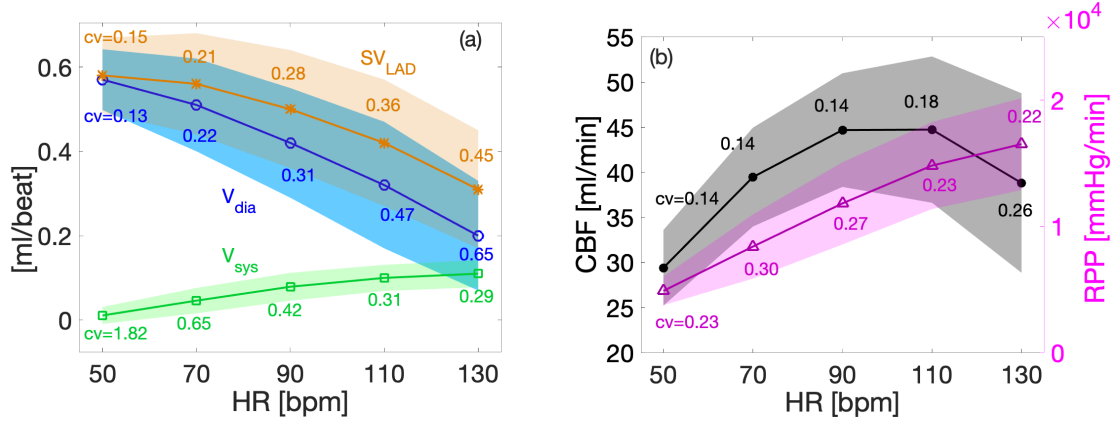 (a)
cv=0.15
0.21
SV_LAD
0.28
0.36
0.45
cv=0.13
0.22
0.31
0.47
0.65
V_dia
V_sys
cv=1.82
0.65
0.42
0.31
0.29
0.6
0.4
0.2
0
[ml/beat]
50 70 90 110 130
HR [bpm]
(b)
×10^4
55
50
45
40
35
30
25
20
CBF [ml/min]
cv=0.14
0.14
0.14
0.18
0.26
cv=0.23
0.30
0.27
0.23
0.22
2
1
0
RPP [mmHg/min]
50 70 90 110 130
HR [bpm]